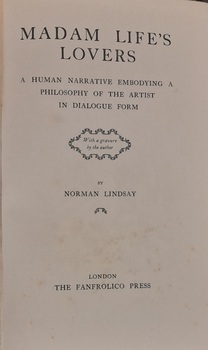 MADAM LIFE'S
LOVERS
A HUMAN NARRATIVE EMBODYING A
PHILOSOPHY OF THE ARTIST
IN DIALOGUE FORM
With a gravure
by the author
BY
NORMAN LINDSAY
LONDON
THE FANFROLICO PRESS